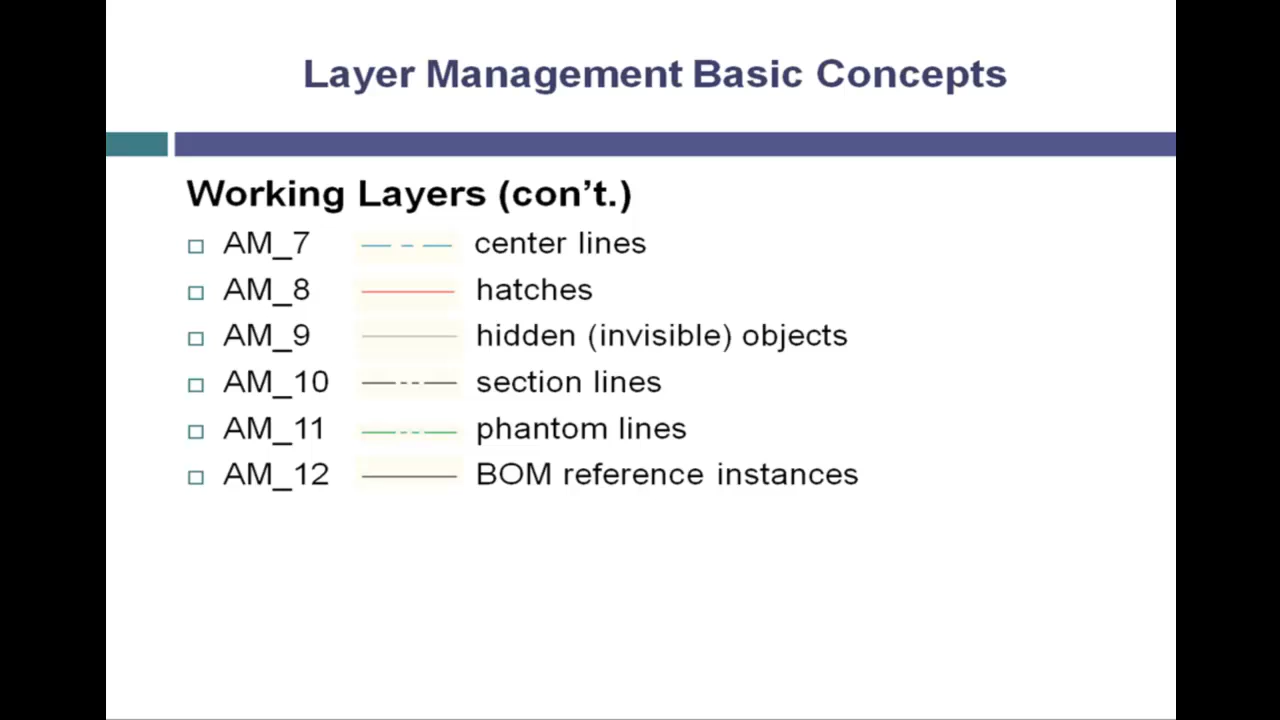 Layer Management Basic Concepts
Working Layers (con’t.)
AM_7 center lines
AM_8 hatches
AM_9 hidden (invisible) objects
AM_10 section lines
AM_11 phantom lines
AM_12 BOM reference instances